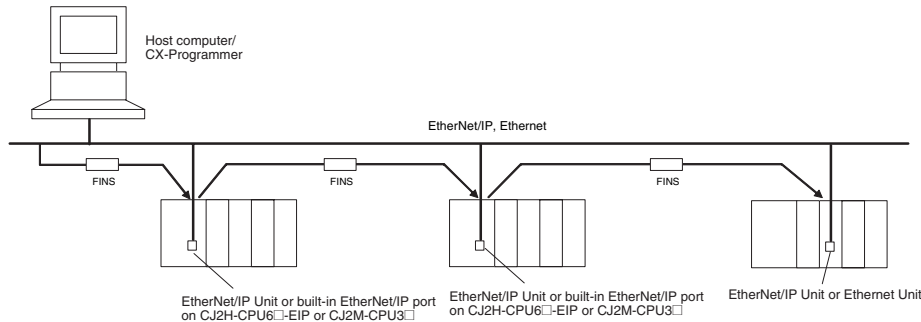 Host computer/
CX-Programmer
EtherNet/IP, Ethernet
FINS
FINS
FINS
EtherNet/IP Unit or built-in EtherNet/IP port
on CJ2H-CPU6□-EIP or CJ2M-CPU3□
EtherNet/IP Unit or built-in EtherNet/IP port
on CJ2H-CPU6□-EIP or CJ2M-CPU3□
EtherNet/IP Unit or Ethernet Unit